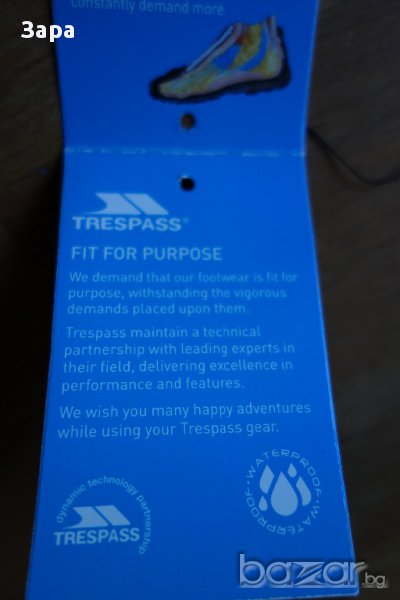 constantly demand more.
Зара
TRESPASS®
FIT FOR PURPOSE
We demand that our footwear is fit for
purpose, withstanding the vigorous
demands placed upon them.
Trespass maintain a technical
partnership with leading experts in
their field, delivering excellence in
performance and features.
We wish you many happy adventures
while using your Trespass gear.
dynamic technology partnership
TRESPASS
WATERPROOF • WATERPROOF •
bazar.bg